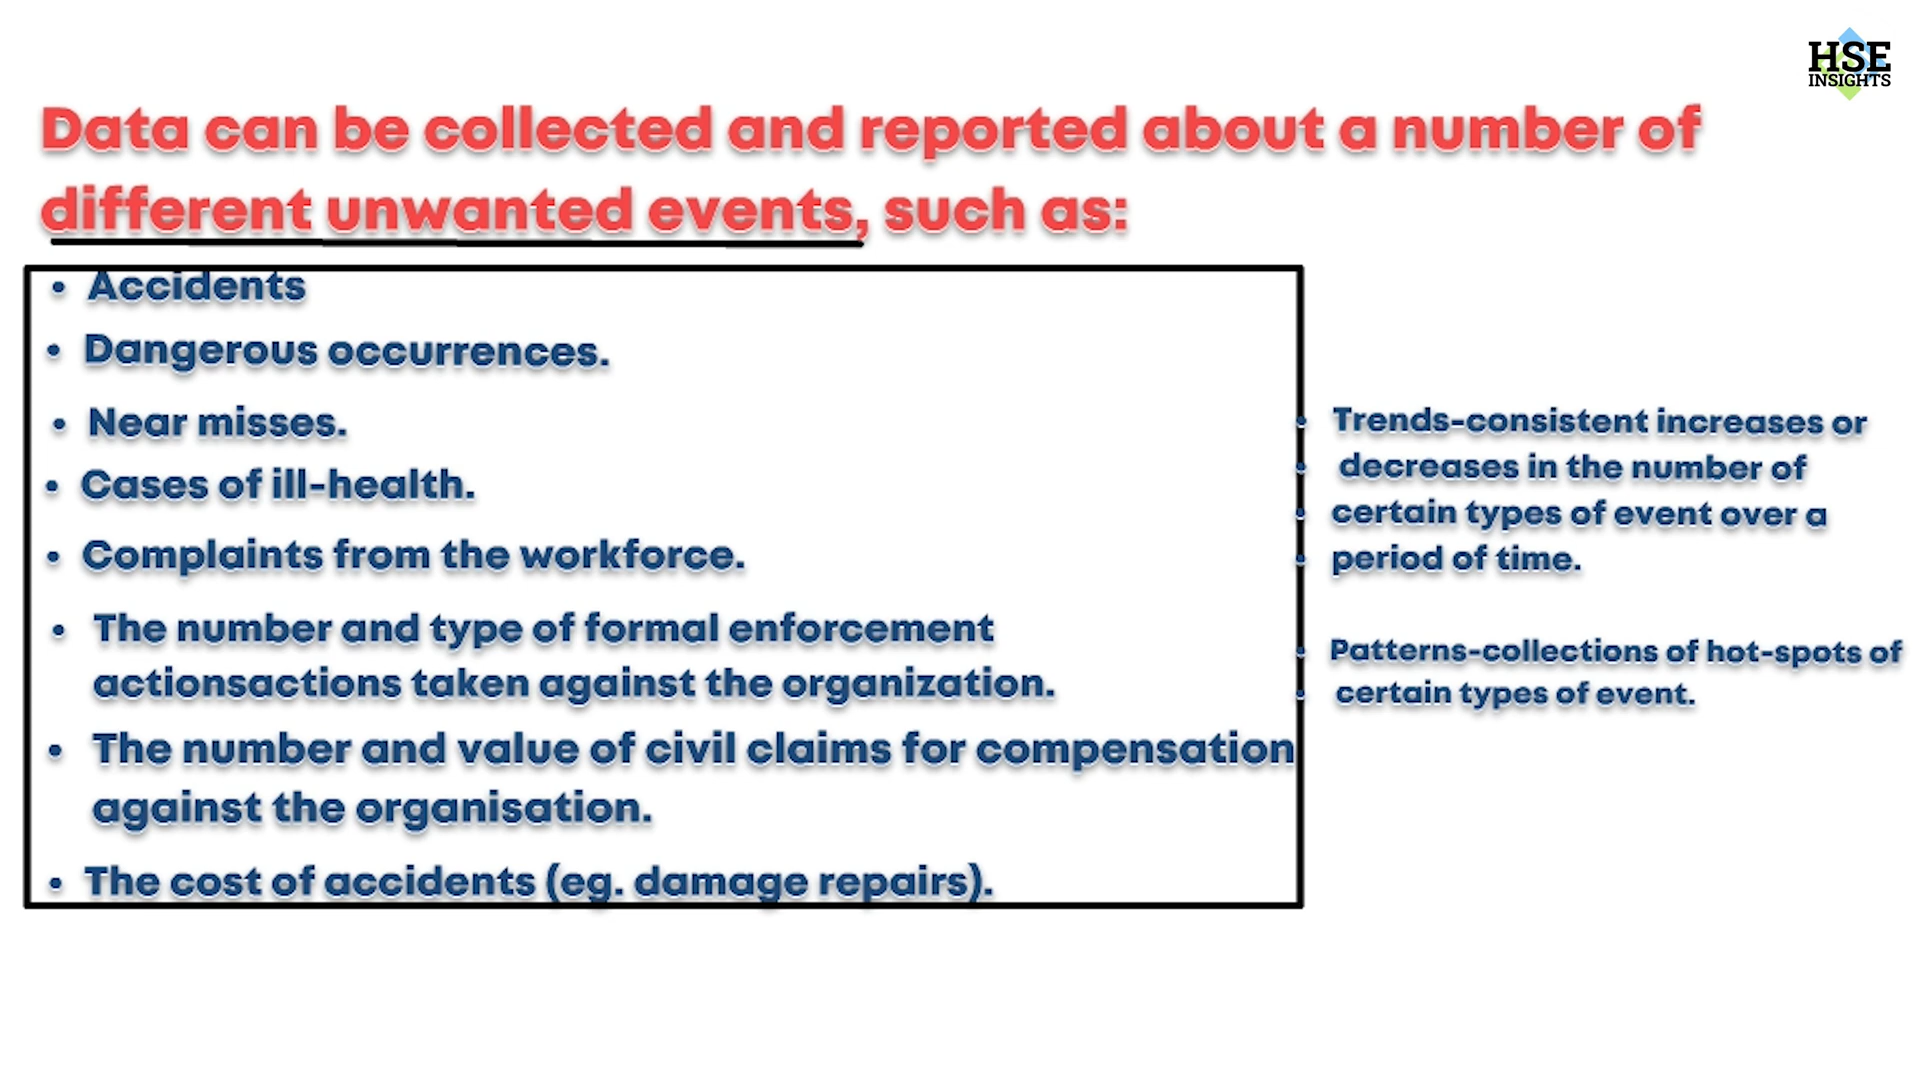 HSE
INSIGHTS
Data can be collected and reported about a number of
different unwanted events, such as:
• Accidents
• Dangerous occurrences.
• Near misses.
• Cases of ill-health.
• Complaints from the workforce.
• The number and type of formal enforcement
actionsactions taken against the organization.
• The number and value of civil claims for compensation
against the organisation.
• The cost of accidents (eg. damage repairs).
• Trends-consistent increases or
• decreases in the number of
• certain types of event over a
• period of time.
• Patterns-collections of hot-spots of
• certain types of event.